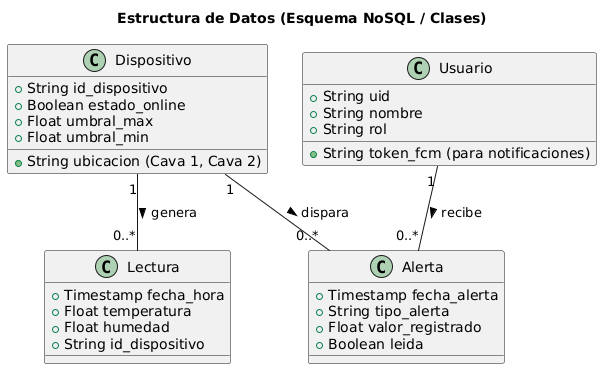 Estructura de Datos (Esquema NoSQL / Clases)
C Dispositivo
String id_dispositivo
Boolean estado_online
Float umbral_max
Float umbral_min
String ubicacion (Cava 1, Cava 2)
C Usuario
String uid
String nombre
String rol
String token_fcm (para notificaciones)
1
1
1
genera
dispara
recibe
0..*
0..*
0..*
C Lectura
Timestamp fecha_hora
Float temperatura
Float humedad
String id_dispositivo
C Alerta
Timestamp fecha_alerta
String tipo_alerta
Float valor_registrado
Boolean leida